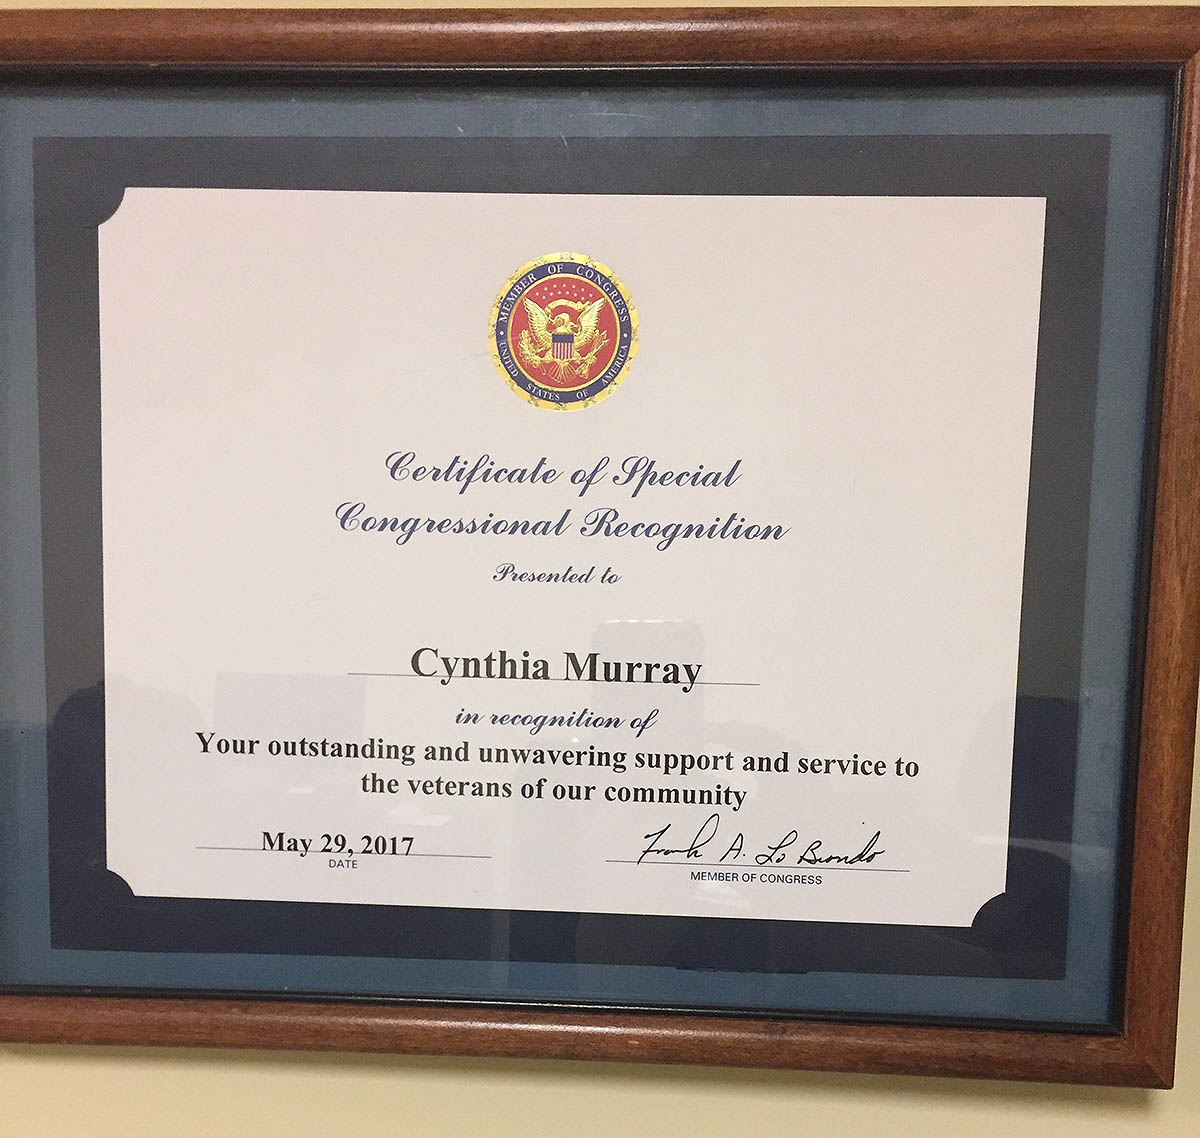 MEMBER OF CONGRESS
UNITED STATES OF AMERICA
Certificate of Special
Congressional Recognition
Presented to
Cynthia Murray
in recognition of
Your outstanding and unwavering support and service to
the veterans of our community
May 29, 2017
DATE
Frank A. Lo Biondo
MEMBER OF CONGRESS